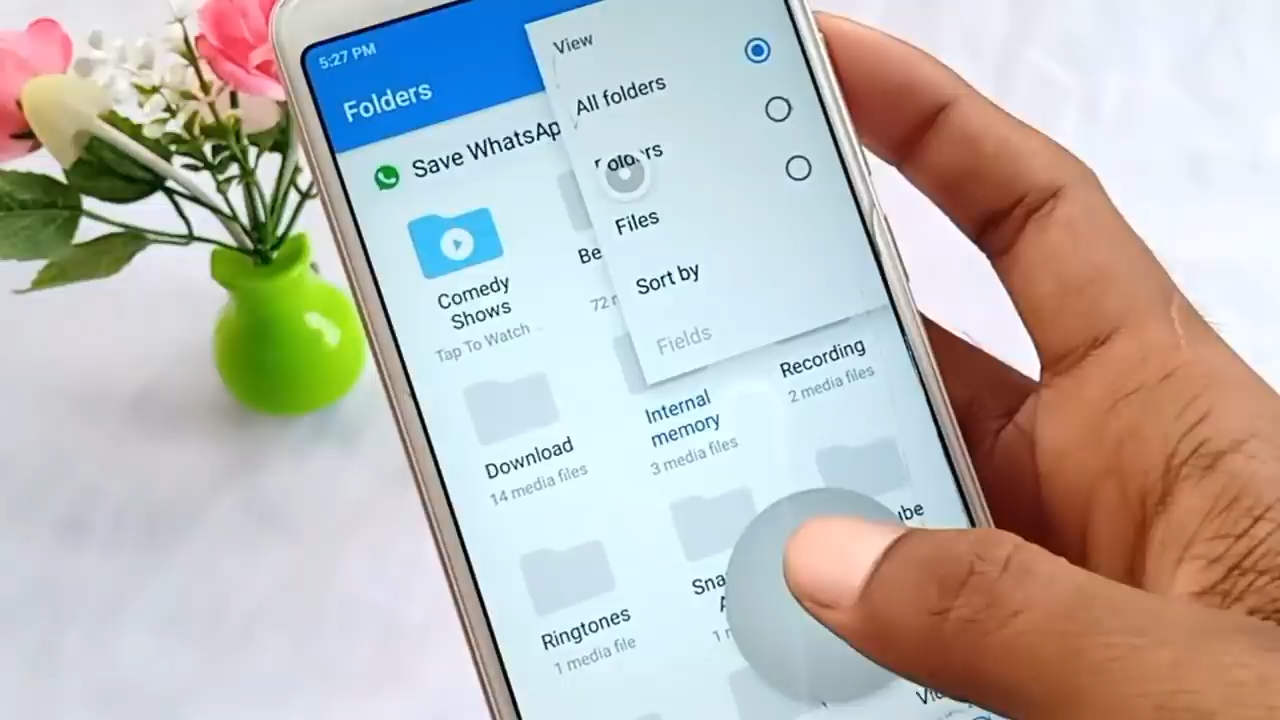 5:27 PM
Folders
View
All folders
Folders
Files
Sort by
Fields
Save WhatsAp
Comedy
Shows
Tap To Watch
Be
72
Download
14 media files
Internal
memory
3 media files
Recording
2 media files
Ringtones
1 media file
Sna
1
ube